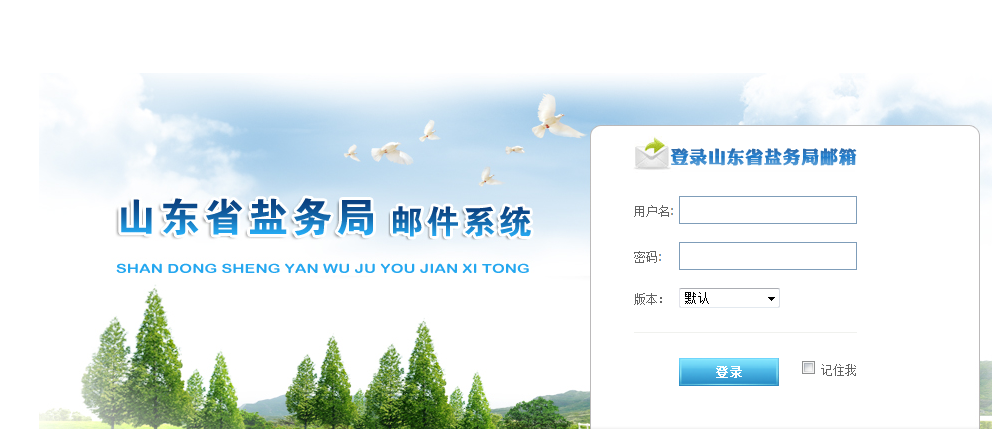 山东省盐务局 邮件系统
SHAN DONG SHENG YAN WU JU YOU JIAN XI TONG
登录山东省盐务局邮箱
用户名:
密码:
版本: 默认
登录 记住我